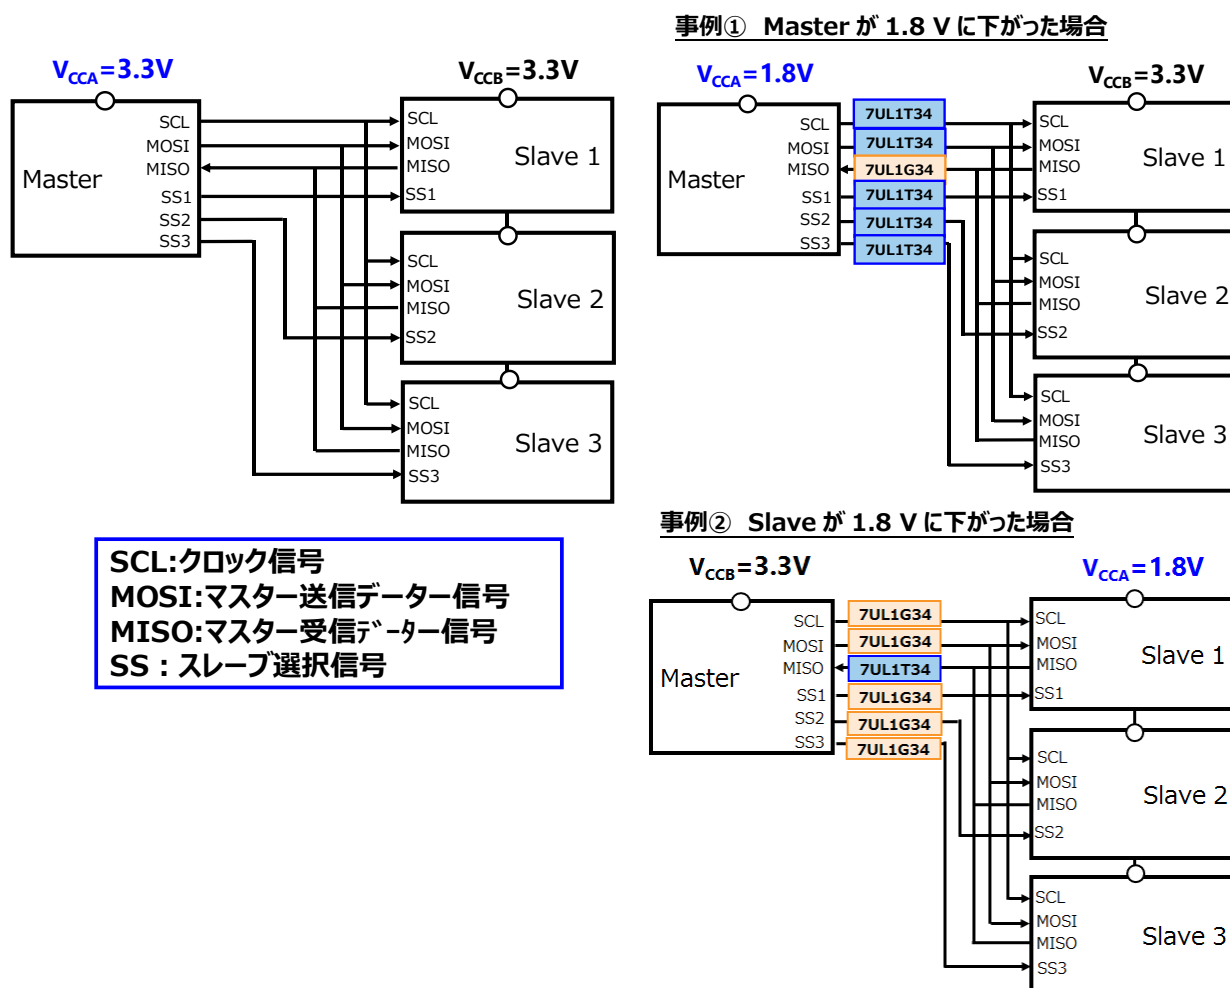 V_CCA=3.3V
V_CCB=3.3V
Master
SCL
MOSI
MISO
SS1
SS2
SS3
SCL
MOSI
MISO
SS1
Slave 1
SCL
MOSI
MISO
SS2
Slave 2
SCL
MOSI
MISO
SS3
Slave 3
SCL:クロック信号
MOSI:マスター送信データー信号
MISO:マスター受信ﾃﾞｰﾀー信号
SS : スレーブ選択信号
事例① Master が 1.8 V に下がった場合
V_CCA=1.8V
V_CCB=3.3V
Master
SCL
MOSI
MISO
SS1
SS2
SS3
7UL1T34
7UL1T34
7UL1G34
7UL1T34
7UL1T34
7UL1T34
SCL
MOSI
MISO
SS1
Slave 1
SCL
MOSI
MISO
SS2
Slave 2
SCL
MOSI
MISO
SS3
Slave 3
事例② Slave が 1.8 V に下がった場合
V_CCB=3.3V
V_CCA=1.8V
Master
SCL
MOSI
MISO
SS1
SS2
SS3
7UL1G34
7UL1G34
7UL1T34
7UL1G34
7UL1G34
7UL1G34
SCL
MOSI
MISO
SS1
Slave 1
SCL
MOSI
MISO
SS2
Slave 2
SCL
MOSI
MISO
SS3
Slave 3